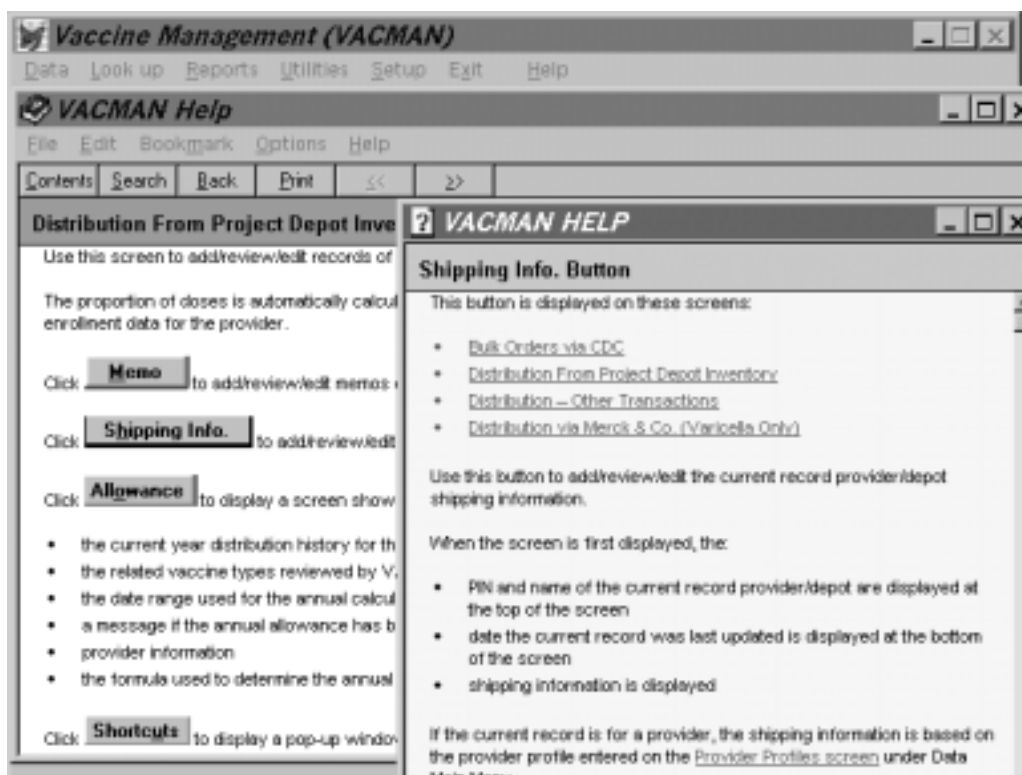 Vaccine Management (VACMAN)
Data Look up Reports Utilities Setup Exit Help
VACMAN Help
File Edit Bookmark Options Help
Contents Search Back Print << >>
Distribution From Project Depot Inve
Use this screen to add/review/edit records of
The proportion of doses is automatically calcul
enrollment data for the provider.
Click Memo to add/review/edit memos
Click Shipping Info. to add/review/edit
Click Allowance to display a screen show
• the current year distribution history for th
• the related vaccine types reviewed by VA
• the date range used for the annual calcul
• a message if the annual allowance has b
• provider information
• the formula used to determine the annual
Click Shortcuts to display a pop-up window
VACMAN HELP
Shipping Info. Button
This button is displayed on these screens:
• Bulk Orders via CDC
• Distribution From Project Depot Inventory
• Distribution – Other Transactions
• Distribution via Merck & Co. (Varicella Only)
Use this button to add/review/edit the current record provider/depot
shipping information.
When the screen is first displayed, the:
• PIN and name of the current record provider/depot are displayed at
the top of the screen
• date the current record was last updated is displayed at the bottom
of the screen
• shipping information is displayed
If the current record is for a provider, the shipping information is based on
the provider profile entered on the Provider Profiles screen under Data
Main Menu